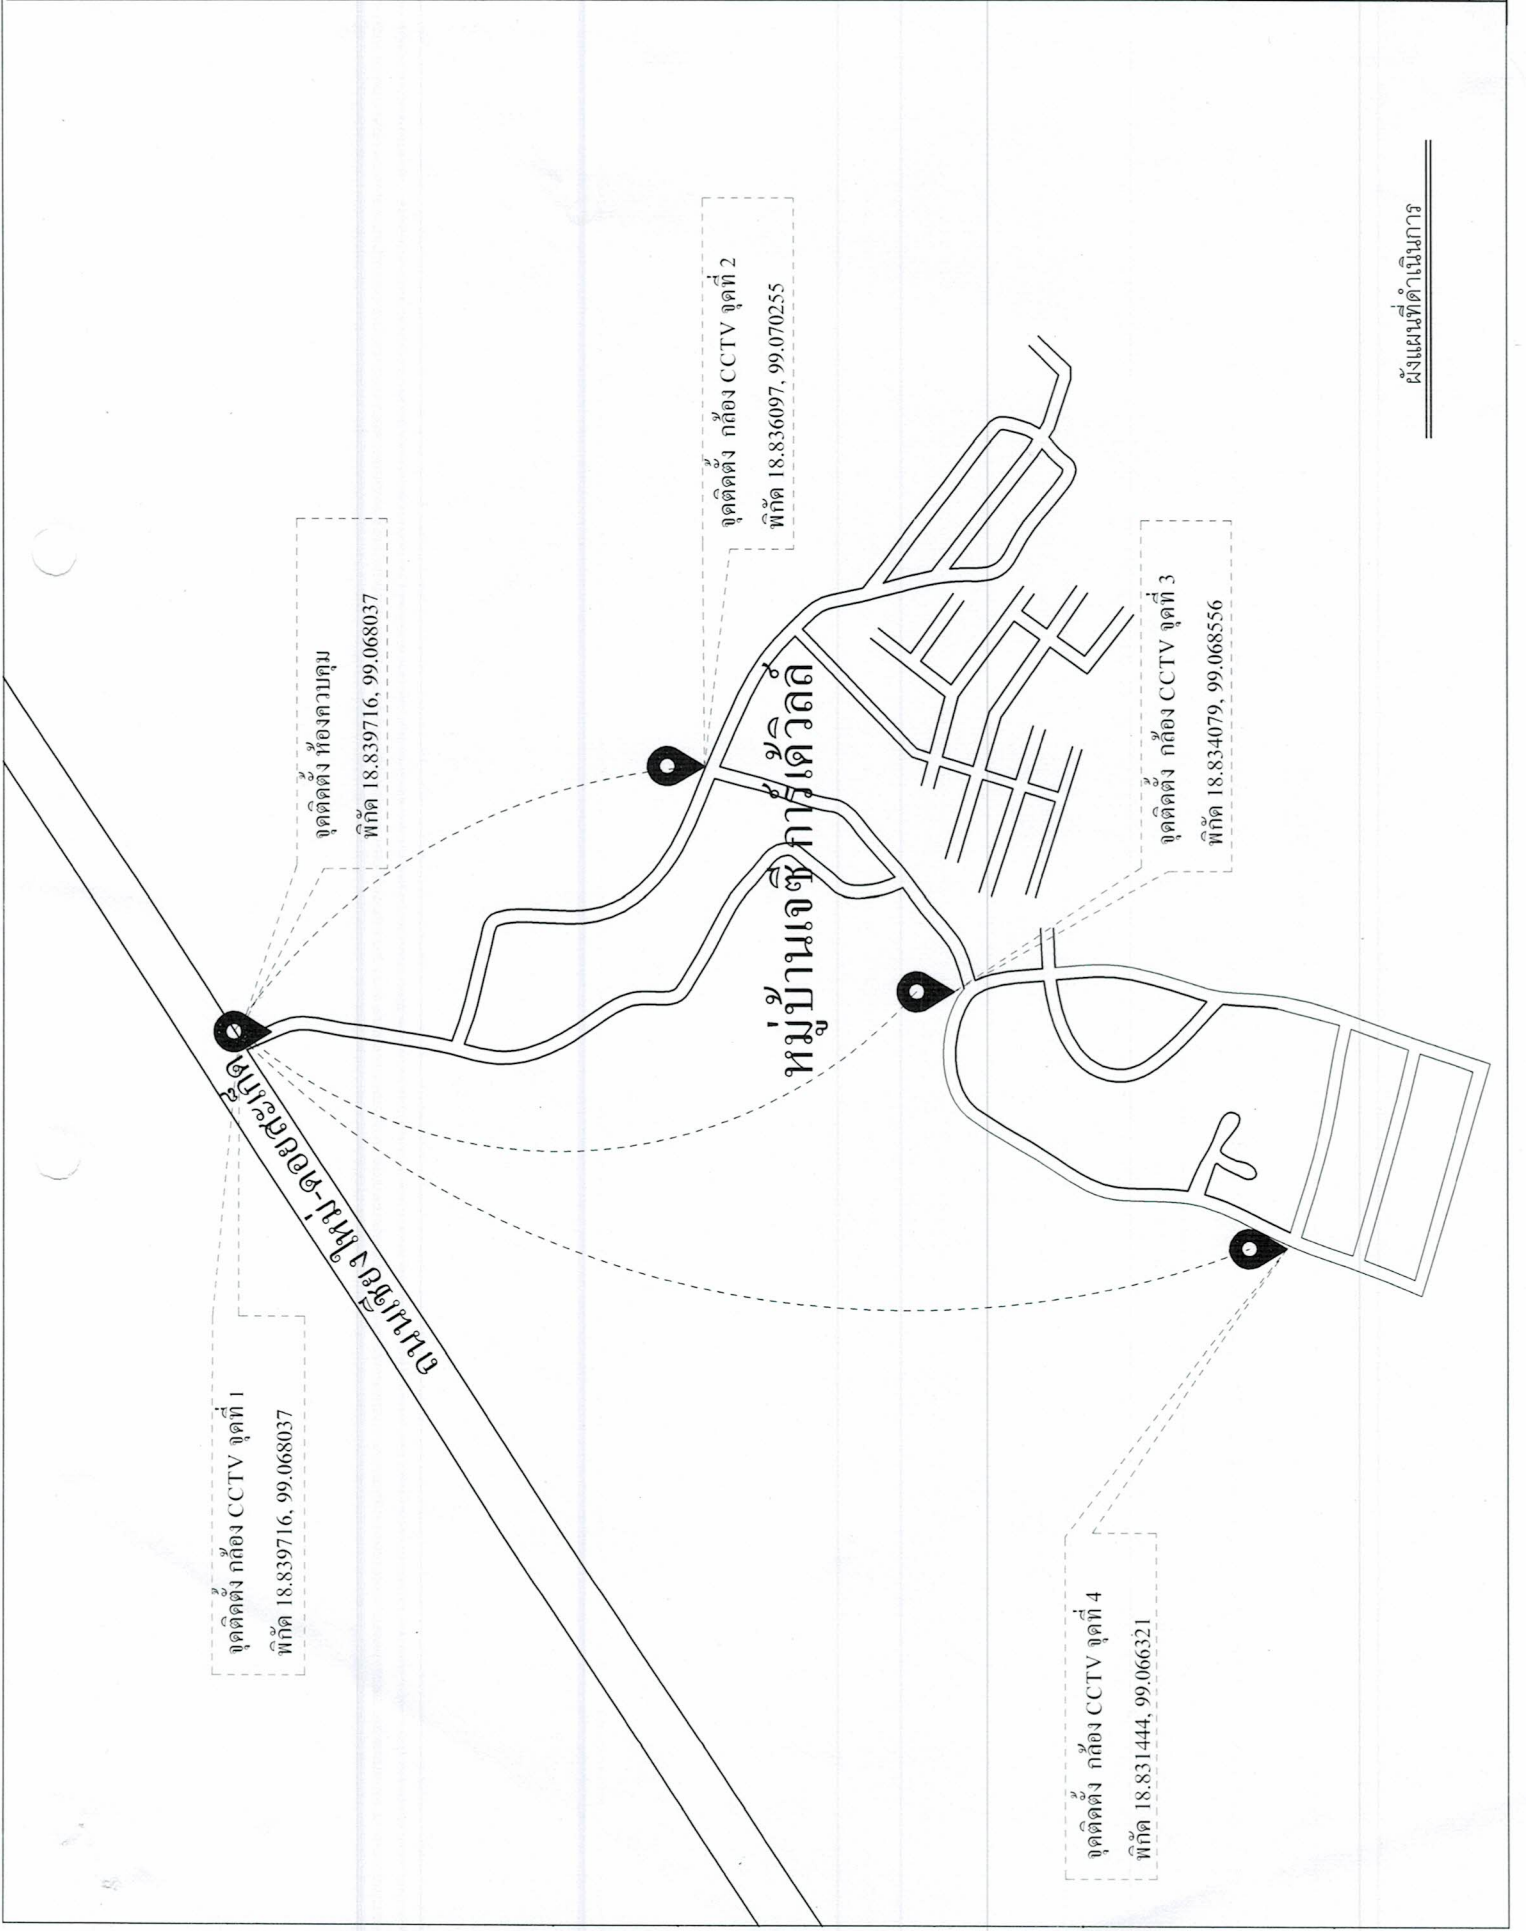 จุดติดตั้ง กล้อง CCTV จุดที่ 1
พิกัด 18.839716, 99.068037
จุดติดตั้ง ห้องควบคุม
พิกัด 18.839716, 99.068037
ถนนเชียงใหม่-ดอยสะเก็ด
จุดติดตั้ง กล้อง CCTV จุดที่ 2
พิกัด 18.836097, 99.070255
หมู่บ้านเจซี การ์เด้วิลล์
จุดติดตั้ง กล้อง CCTV จุดที่ 3
พิกัด 18.834079, 99.068556
จุดติดตั้ง กล้อง CCTV จุดที่ 4
พิกัด 18.831444, 99.066321
ผังแผนที่ดำเนินการ